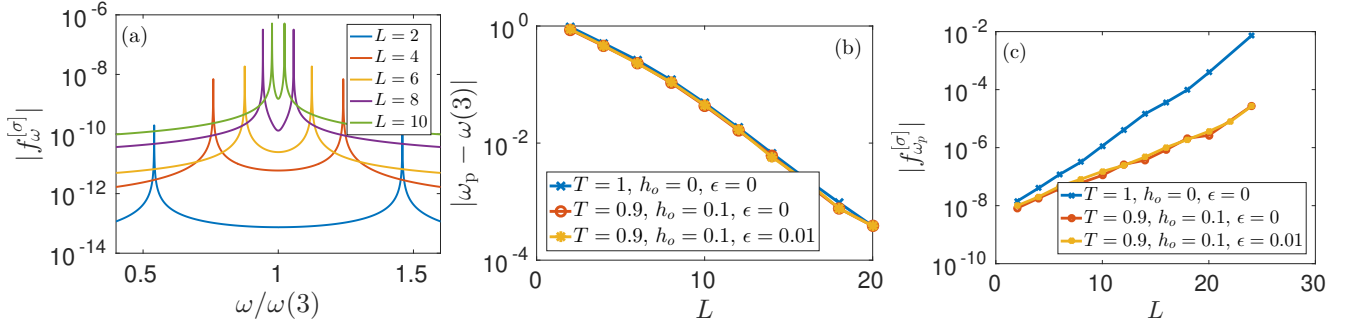 (a)
|f_ω^{[σ]}|
10^{-6}
10^{-8}
10^{-10}
10^{-12}
10^{-14}
L = 2
L = 4
L = 6
L = 8
L = 10
0.5
1
1.5
ω/ω(3)
(b)
|ω_p − ω(3)|
10^0
10^{-2}
10^{-4}
T = 1, h_o = 0, ϵ = 0
T = 0.9, h_o = 0.1, ϵ = 0
T = 0.9, h_o = 0.1, ϵ = 0.01
0
5
10
15
20
L
(c)
|f_{ω_p}^{[σ]}|
10^{-2}
10^{-4}
10^{-6}
10^{-8}
10^{-10}
T = 1, h_o = 0, ϵ = 0
T = 0.9, h_o = 0.1, ϵ = 0
T = 0.9, h_o = 0.1, ϵ = 0.01
0
10
20
30
L